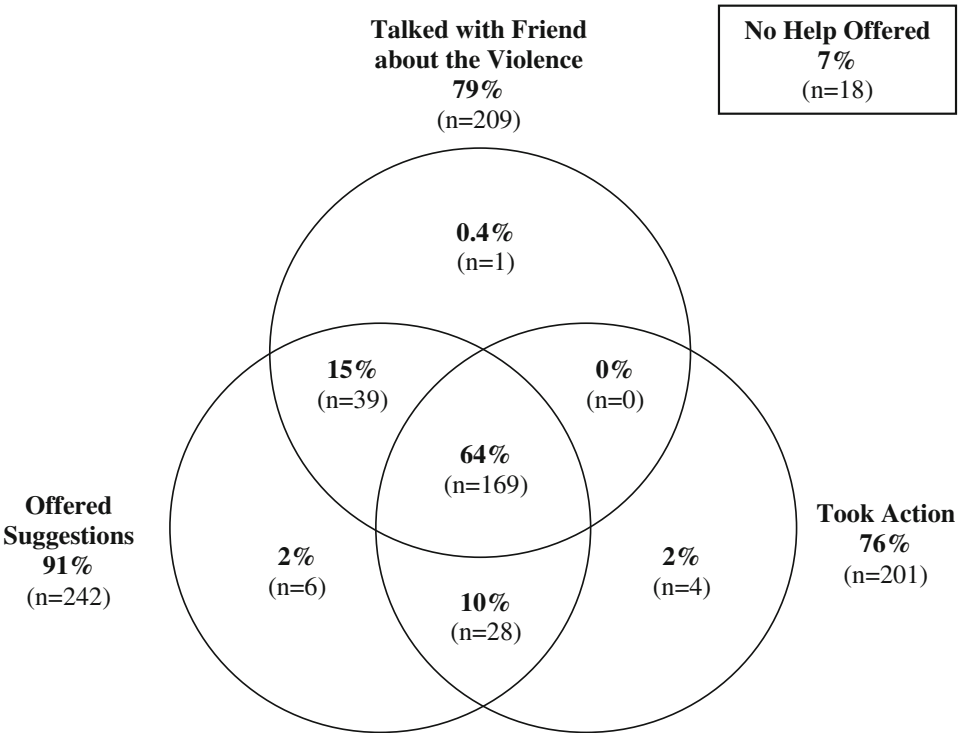 Talked with Friend
about the Violence
79%
(n=209)
No Help Offered
7%
(n=18)
0.4%
(n=1)
15%
(n=39)
0%
(n=0)
64%
(n=169)
Offered
Suggestions
91%
(n=242)
Took Action
76%
(n=201)
2%
(n=6)
2%
(n=4)
10%
(n=28)